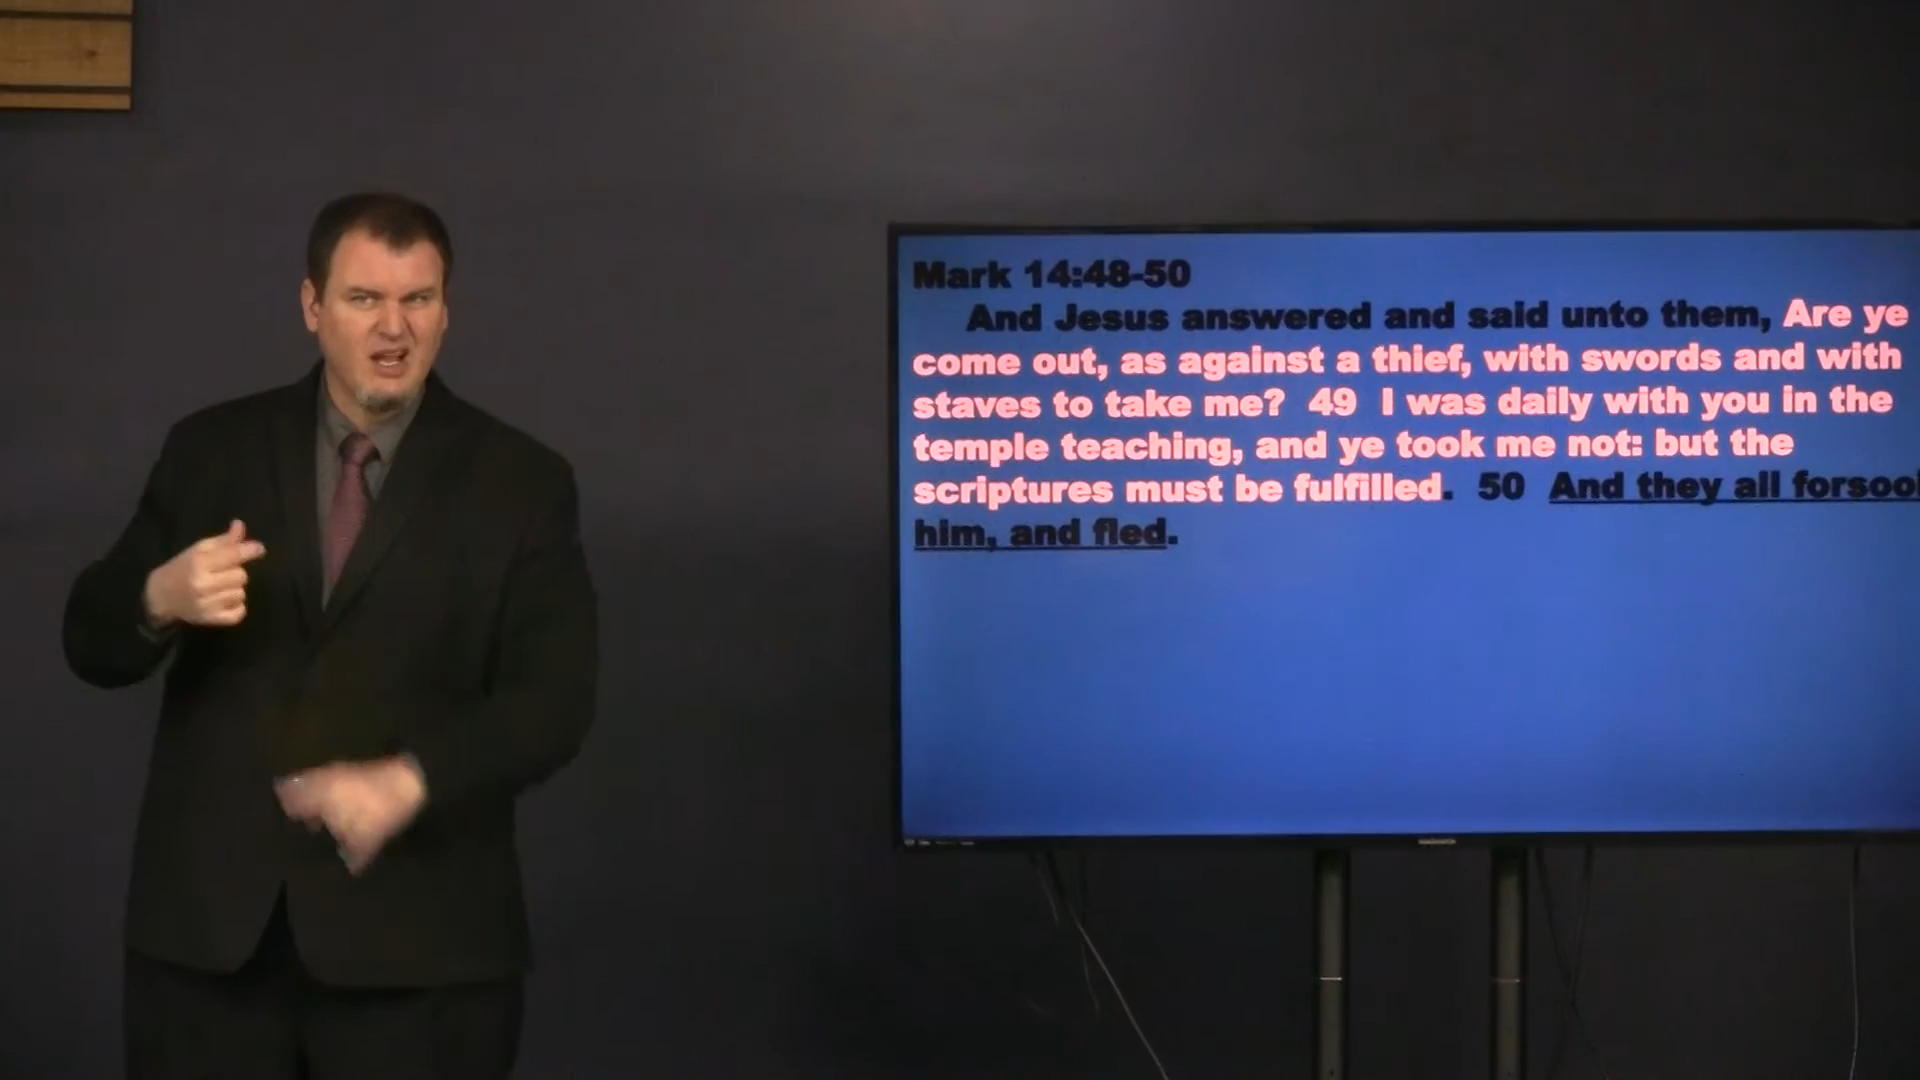 Mark 14:48-50
And Jesus answered and said unto them, Are ye
come out, as against a thief, with swords and with
staves to take me? 49 I was daily with you in the
temple teaching, and ye took me not: but the
scriptures must be fulfilled. 50 And they all
him, and fled.